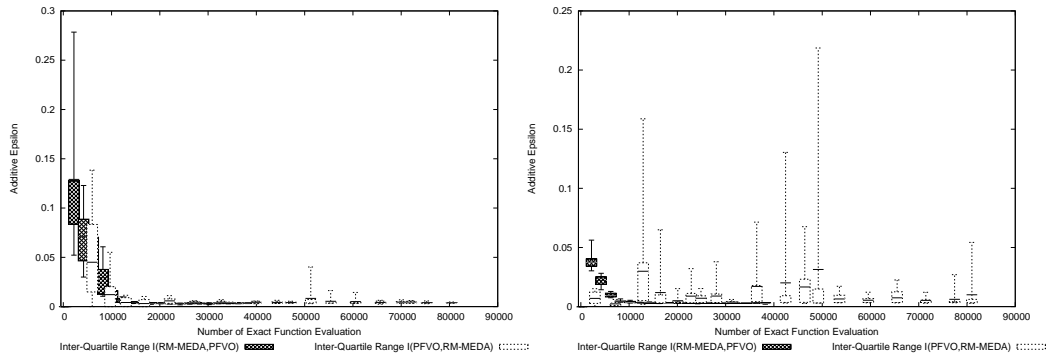 0.3
0.25
0.2
0.15
0.1
0.05
0
Additive Epsilon
0 10000 20000 30000 40000 50000 60000 70000 80000 90000
Number of Exact Function Evaluation
Inter-Quartile Range I(RM-MEDA,PFVO)
Inter-Quartile Range I(PFVO,RM-MEDA)
0.25
0.2
0.15
0.1
0.05
0
Additive Epsilon
0 10000 20000 30000 40000 50000 60000 70000 80000 90000
Number of Exact Function Evaluation
Inter-Quartile Range I(RM-MEDA,PFVO)
Inter-Quartile Range I(PFVO,RM-MEDA)